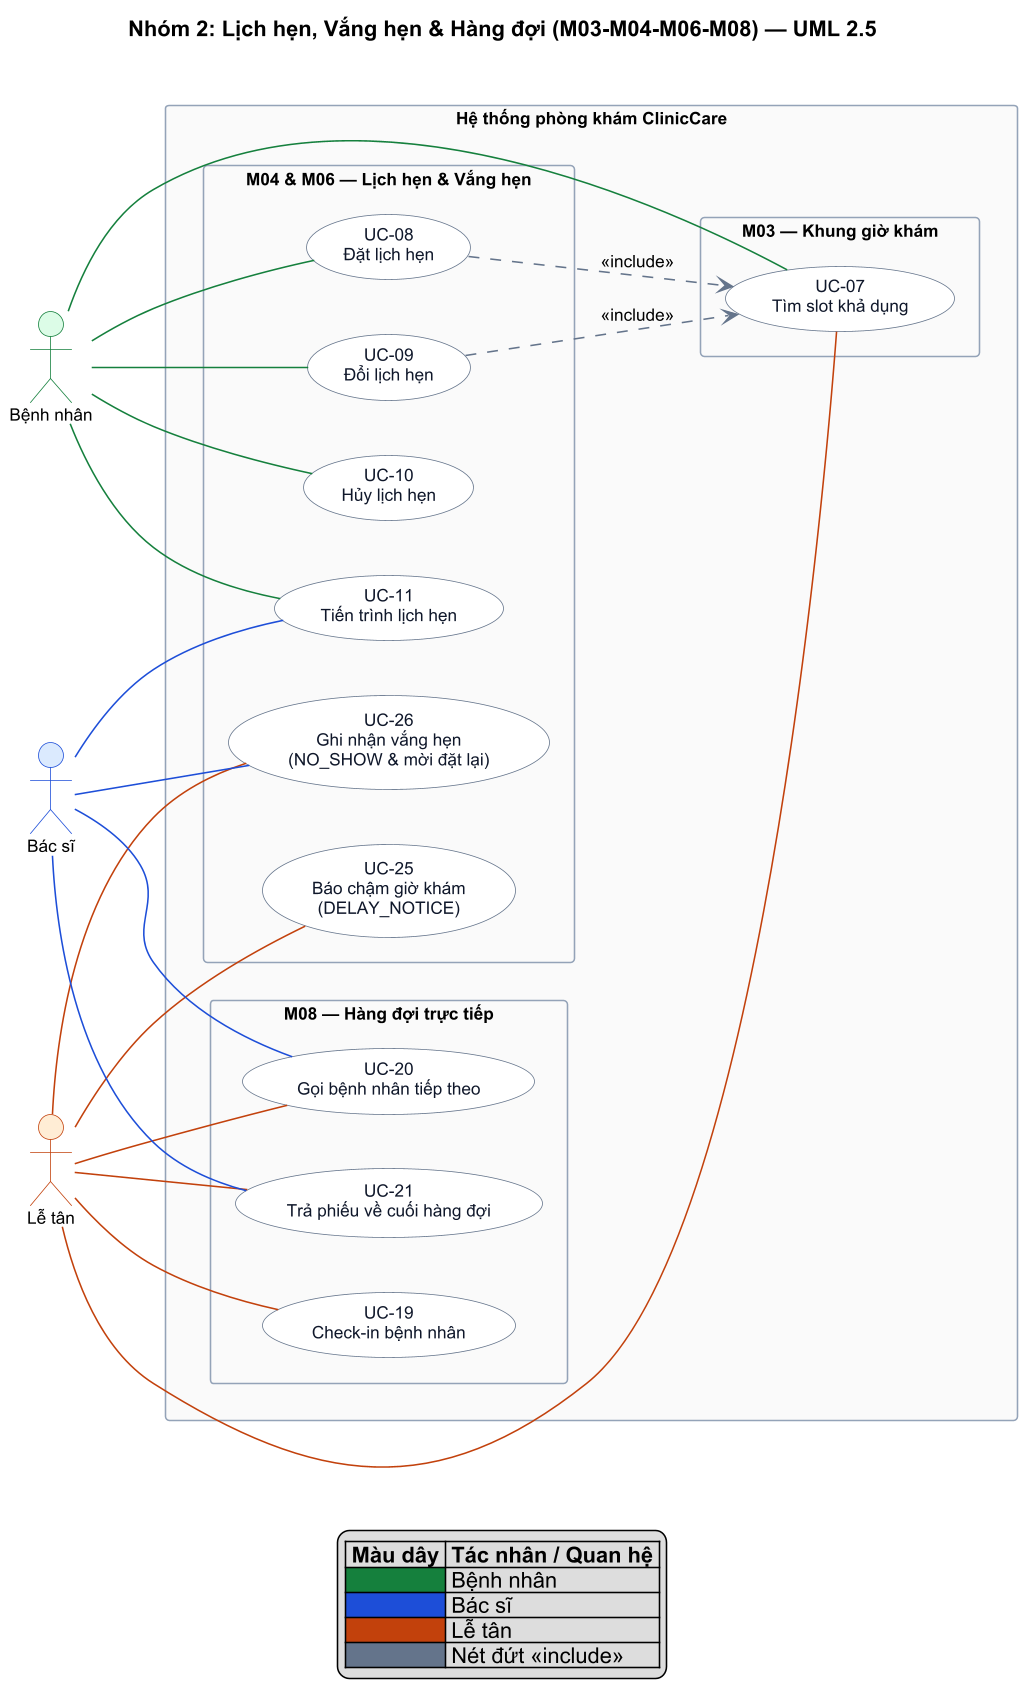 Nhóm 2: Lịch hẹn, Vắng hẹn & Hàng đợi (M03-M04-M06-M08) — UML 2.5
Hệ thống phòng khám ClinicCare
M04 & M06 — Lịch hẹn & Vắng hẹn
M03 — Khung giờ khám
UC-08
Đặt lịch hẹn
«include»
UC-07
Tìm slot khả dụng
«include»
UC-09
Đổi lịch hẹn
Bệnh nhân
UC-10
Hủy lịch hẹn
UC-11
Tiến trình lịch hẹn
UC-26
Ghi nhận vắng hẹn
(NO_SHOW & mời đặt lại)
Bác sĩ
UC-25
Báo chậm giờ khám
(DELAY_NOTICE)
M08 — Hàng đợi trực tiếp
UC-20
Gọi bệnh nhân tiếp theo
Lễ tân
UC-21
Trả phiếu về cuối hàng đợi
UC-19
Check-in bệnh nhân
Màu dây Tác nhân / Quan hệ
Bệnh nhân
Bác sĩ
Lễ tân
Nét đứt «include»